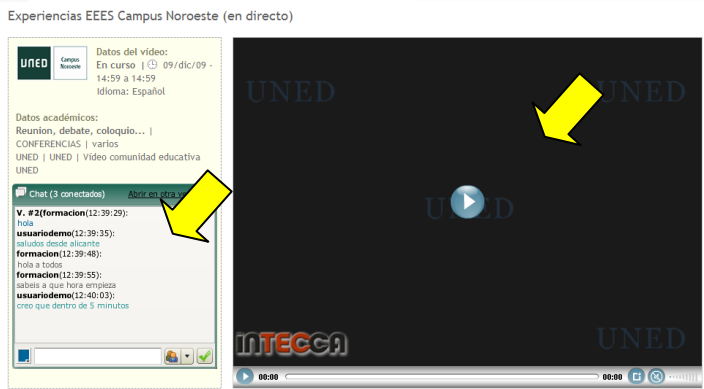 Experiencias EEES Campus Noroeste (en directo)
UNED
Campus
Noroeste
Datos del vídeo:
En curso | 09/dic/09 -
14:59 a 14:59
Idioma: Español
Datos académicos:
Reunion, debate, coloquio... |
CONFERENCIAS | varios
UNED | UNED | Vídeo comunidad educativa
UNED
Chat (3 conectados) Abrir en otra
V. #2(formacion(12:39:29):
hola
usuariodemo(12:39:35):
saludos desde alicante
formacion(12:39:48):
hola a todos
formacion(12:39:55):
sabeis a que hora empieza
usuariodemo(12:40:03):
creo que dentro de 5 minutos
UNED UNED
UNED
INTECCA UNED
00:00 00:00